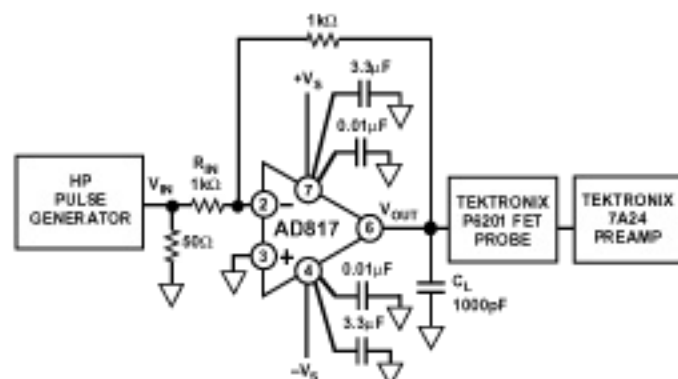 1kΩ
3.3µF
+VS
0.01µF
HP
PULSE
GENERATOR
VIN
RIN
1kΩ
50Ω
2
−
7
AD817
3
+
4
6
VOUT
TEKTRONIX
P6201 FET
PROBE
TEKTRONIX
7A24
PREAMP
0.01µF
CL
1000pF
3.3µF
–VS